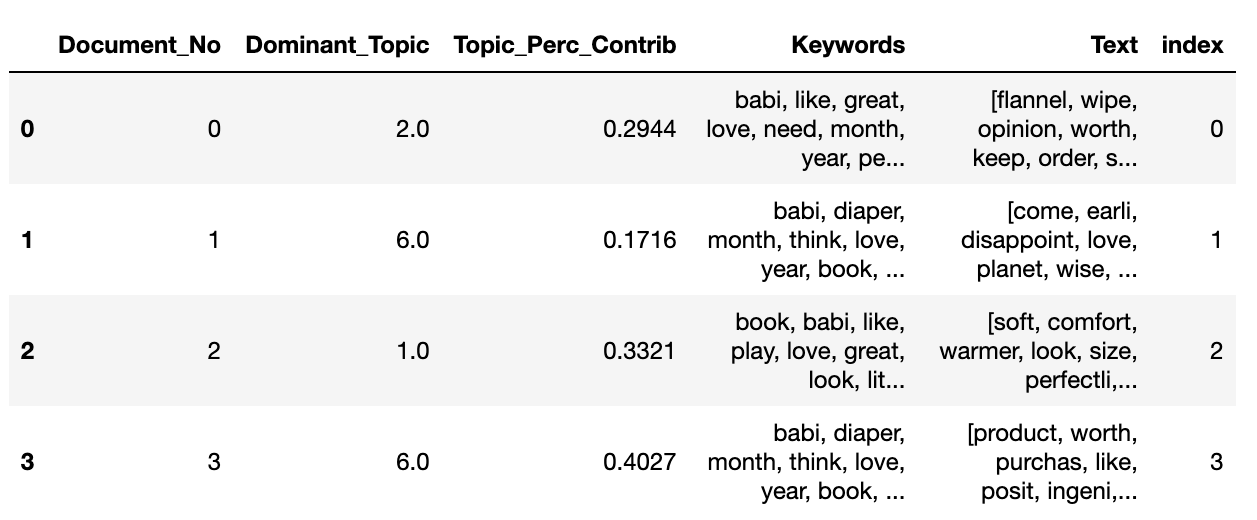 Document_No Dominant_Topic Topic_Perc_Contrib Keywords Text index
babi, like, great, [flannel, wipe,
0 0 2.0 0.2944 love, need, month, opinion, worth, 0
year, pe... keep, order, s...
babi, diaper, [come, earli,
1 1 6.0 0.1716 month, think, love, disappoint, love, 1
year, book, ... planet, wise, ...
book, babi, like, [soft, comfort,
2 2 1.0 0.3321 play, love, great, warmer, look, size, 2
look, lit... perfectli,...
babi, diaper, [product, worth,
3 3 6.0 0.4027 month, think, love, purchas, like, 3
year, book, ... posit, ingeni,...